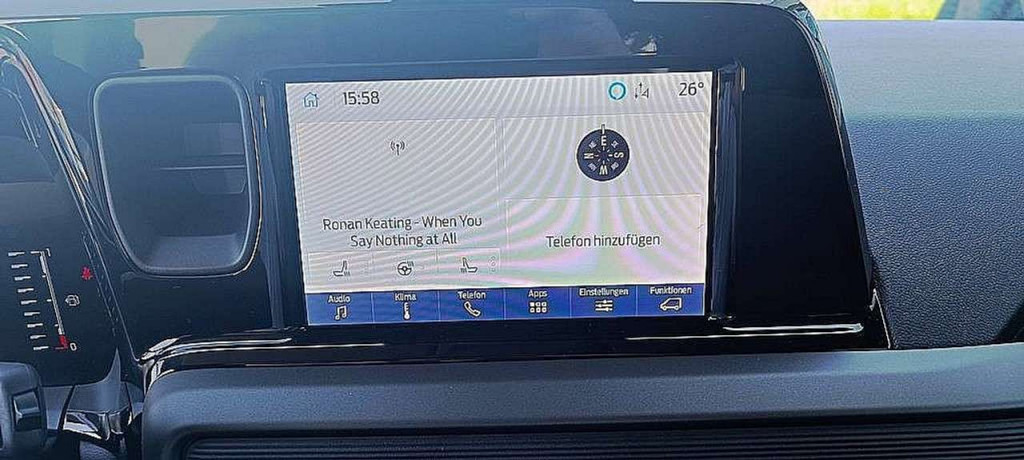 15:58
26°
E
N
S
W
Ronan Keating - When You
Say Nothing at All
Telefon hinzufügen
Audio
Klima
Telefon
Apps
Einstellungen
Funktionen
0